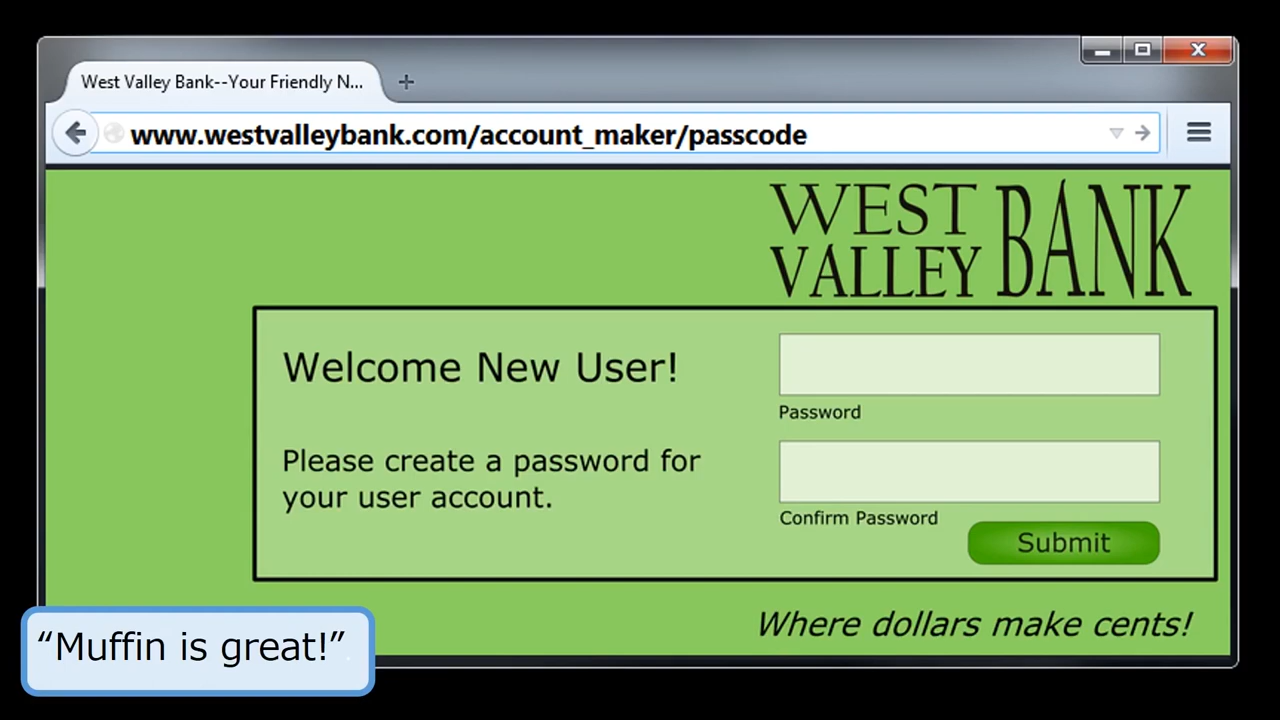 West Valley Bank--Your Friendly N...
www.westvalleybank.com/account_maker/passcode
WEST
VALLEY BANK
Welcome New User!
Please create a password for
your user account.
Password
Confirm Password
Submit
Where dollars make cents!
“Muffin is great!”